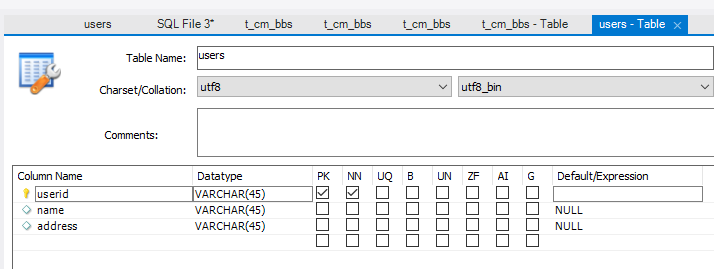 users SQL File 3* t_cm_bbs t_cm_bbs t_cm_bbs t_cm_bbs - Table users - Table ×
Table Name: users
Charset/Collation: utf8 utf8_bin
Comments:
Column Name Datatype PK NN UQ B UN ZF AI G Default/Expression
userid VARCHAR(45)
name VARCHAR(45) NULL
address VARCHAR(45) NULL